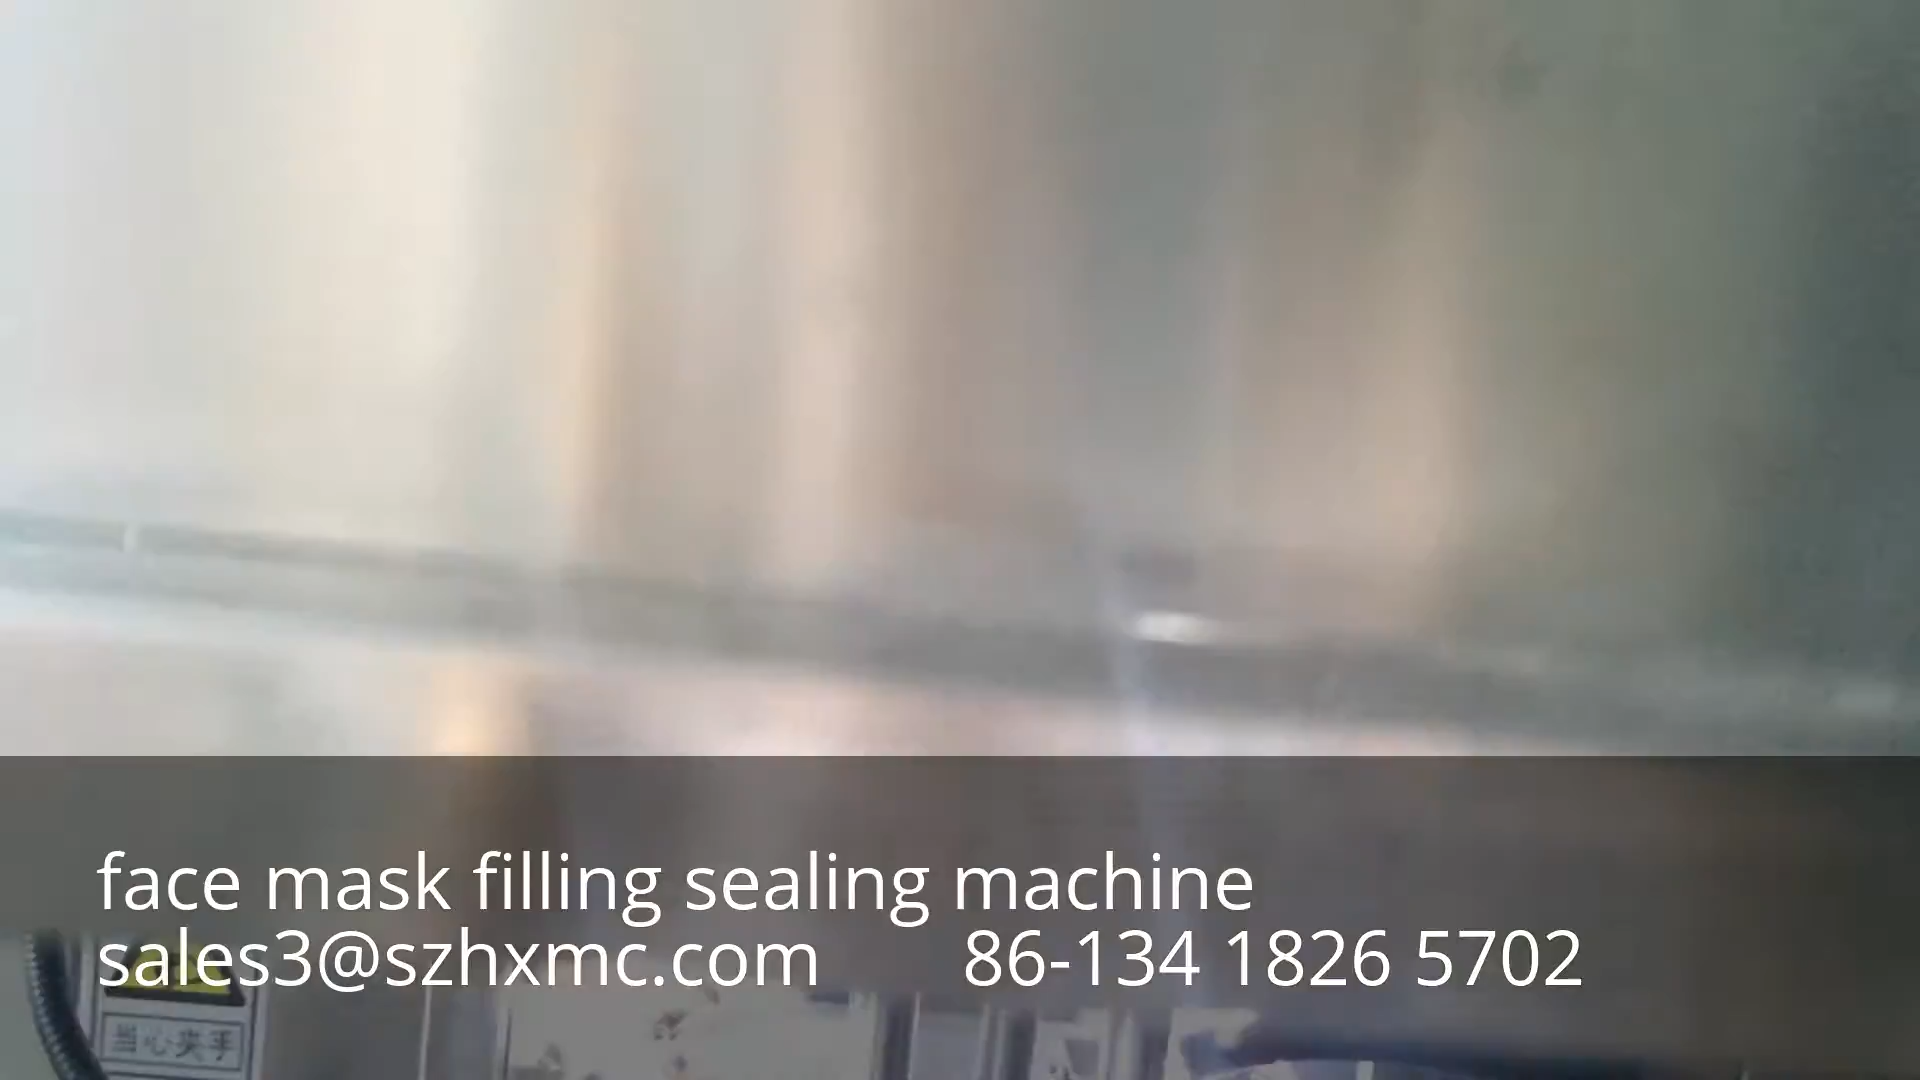 face mask filling sealing machine
sales3@szhxmc.com 86-134 1826 5702
当心夹手